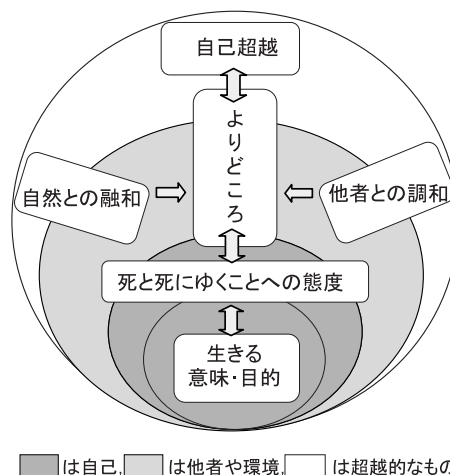 自己超越
よりどころ
自然との融和
他者との調和
死と死にゆくことへの態度
生きる
意味・目的
は自己, は他者や環境, は超越的なもの